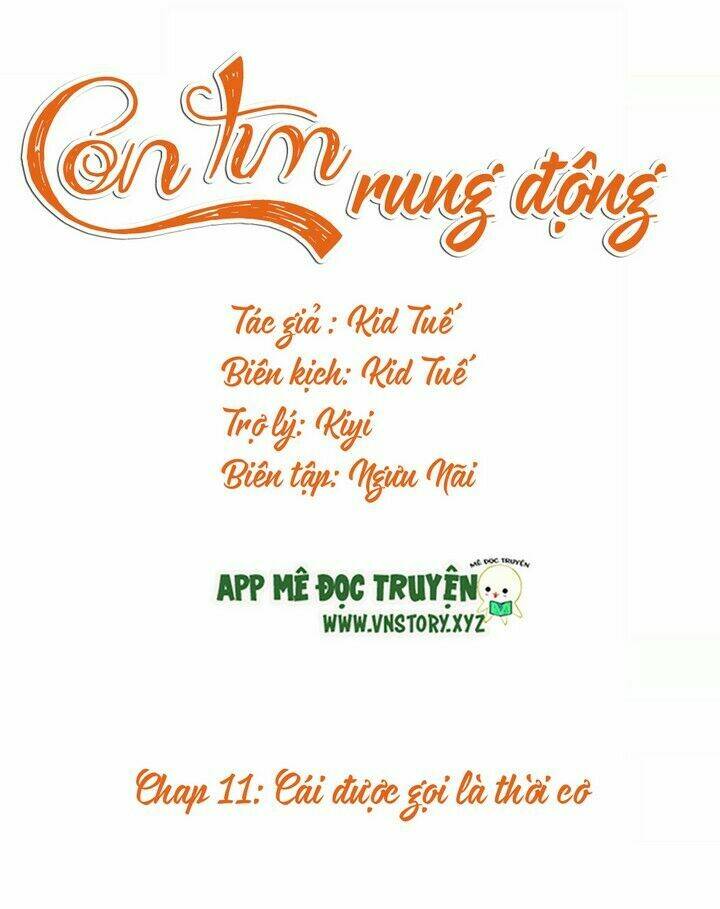 Con Tim rung động
Tác giả : Kid Tuế
Biên kịch: Kid Tuế
Trợ lý: Kiyi
Biên tập: Ngưu Nãi
MÊ ĐỌC TRUYỆN
APP MÊ ĐỌC TRUYỆN
WWW.VNSTORY.XYZ
Chap 11: Cái được gọi là thời cơ